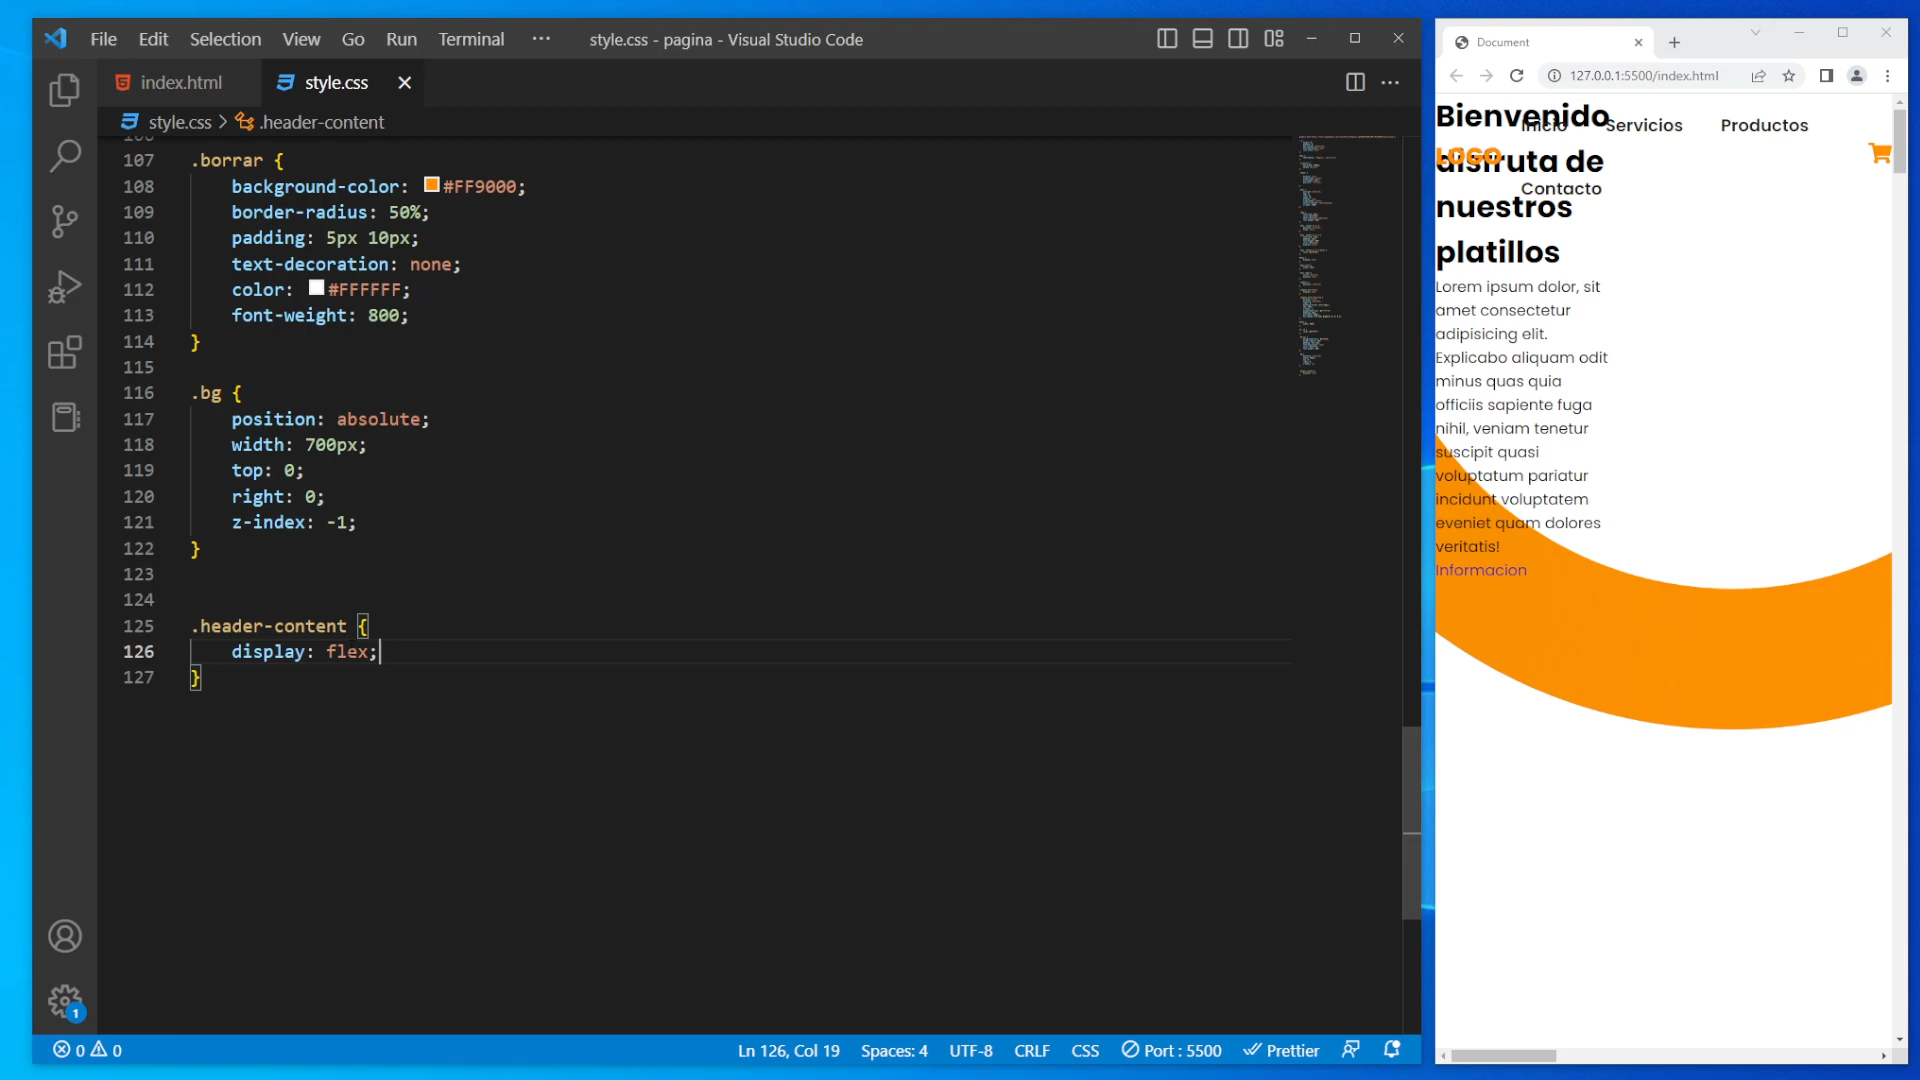 File Edit Selection View Go Run Terminal ··· style.css - pagina - Visual Studio Code
index.html style.css
style.css > .header-content
107 .borrar {
108 background-color: #FF9000;
109 border-radius: 50%;
110 padding: 5px 10px;
111 text-decoration: none;
112 color: #FFFFFF;
113 font-weight: 800;
114 }
115
116 .bg {
117 position: absolute;
118 width: 700px;
119 top: 0;
120 right: 0;
121 z-index: -1;
122 }
123
124
125 .header-content {
126 display: flex;
127 }
1
0 0 Ln 126, Col 19 Spaces: 4 UTF-8 CRLF CSS Port : 5500 Prettier
Document
127.0.0.1:5500/index.html
Inicio Servicios Productos
LOGO
Contacto
Bienvenido
disfruta de
nuestros
platillos
Lorem ipsum dolor, sit
amet consectetur
adipisicing elit.
Explicabo aliquam odit
minus quas quia
officiis sapiente fuga
nihil, veniam tenetur
suscipit quasi
voluptatum pariatur
incidunt voluptatem
eveniet quam dolores
veritatis!
Informacion